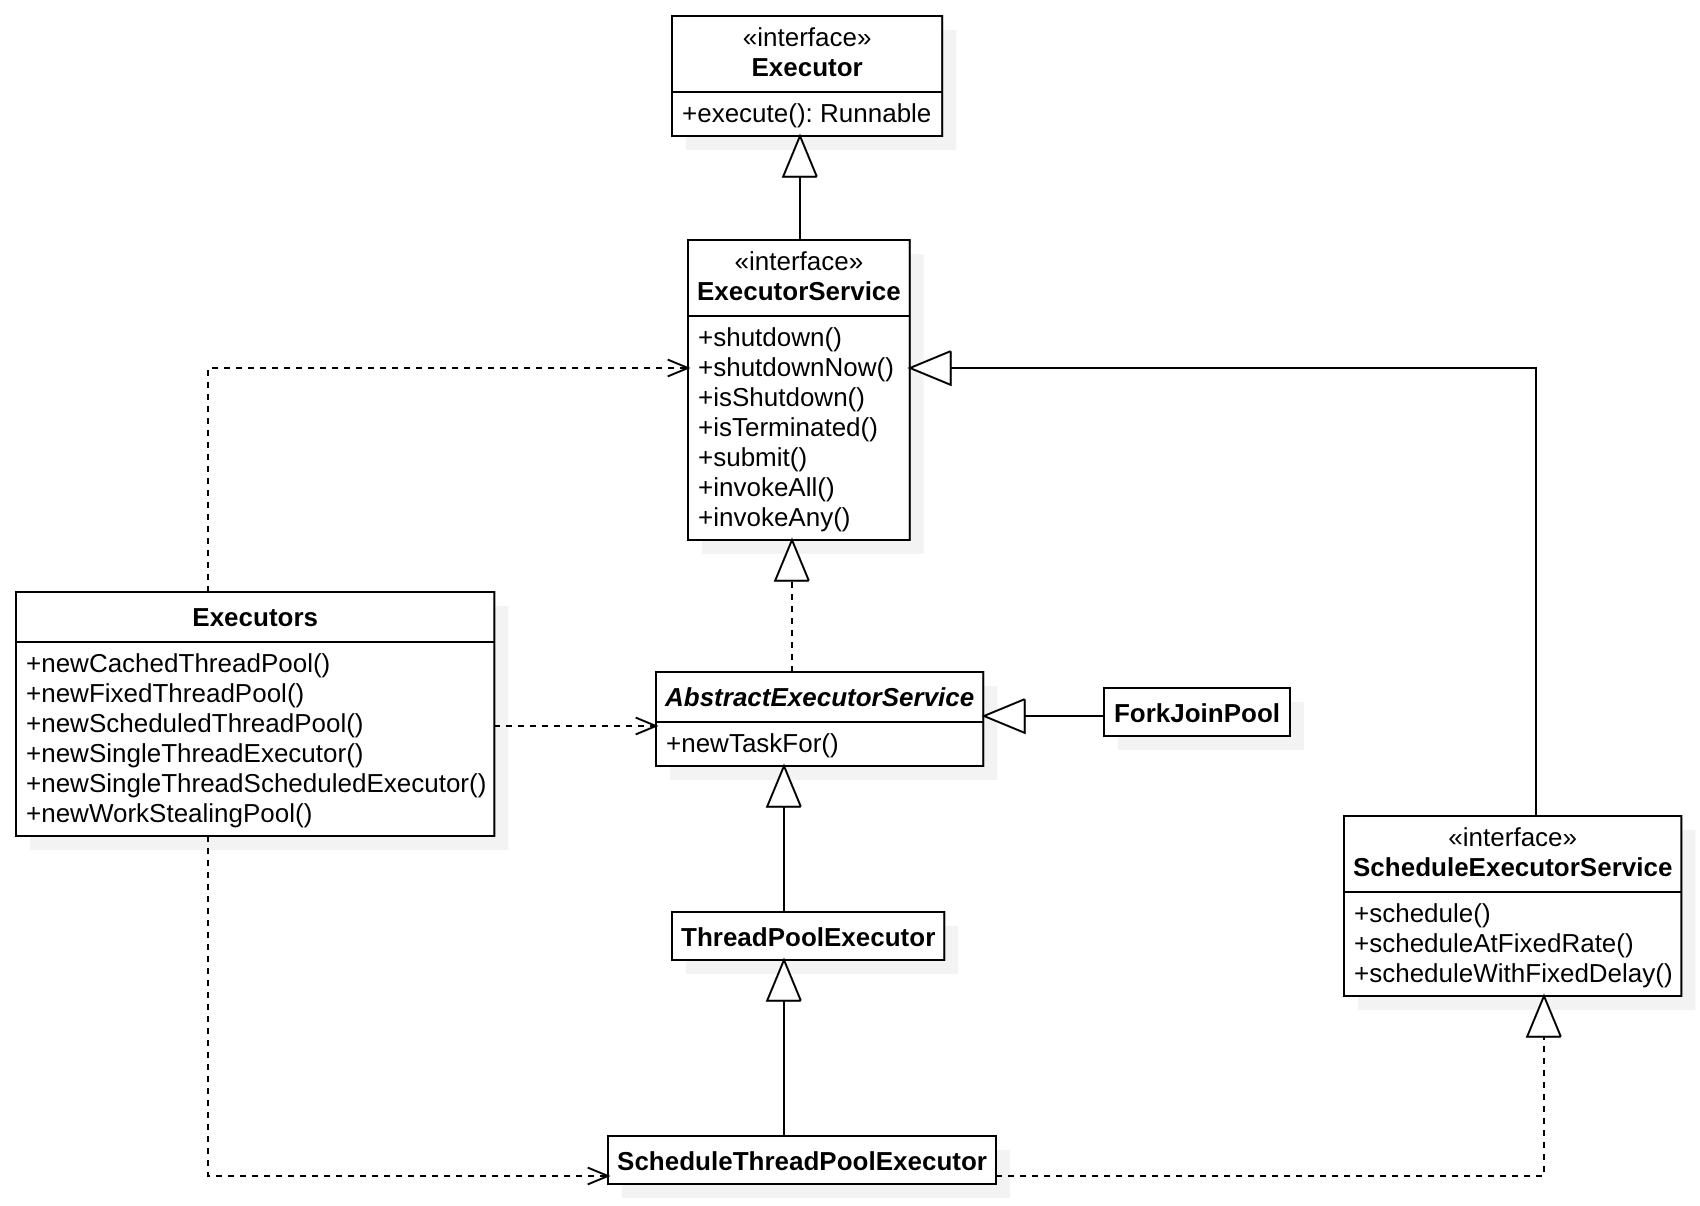 «interface»
Executor
+execute(): Runnable
«interface»
ExecutorService
+shutdown()
+shutdownNow()
+isShutdown()
+isTerminated()
+submit()
+invokeAll()
+invokeAny()
Executors
+newCachedThreadPool()
+newFixedThreadPool()
+newScheduledThreadPool()
+newSingleThreadExecutor()
+newSingleThreadScheduledExecutor()
+newWorkStealingPool()
AbstractExecutorService
+newTaskFor()
ForkJoinPool
«interface»
ScheduleExecutorService
+schedule()
+scheduleAtFixedRate()
+scheduleWithFixedDelay()
ThreadPoolExecutor
ScheduleThreadPoolExecutor